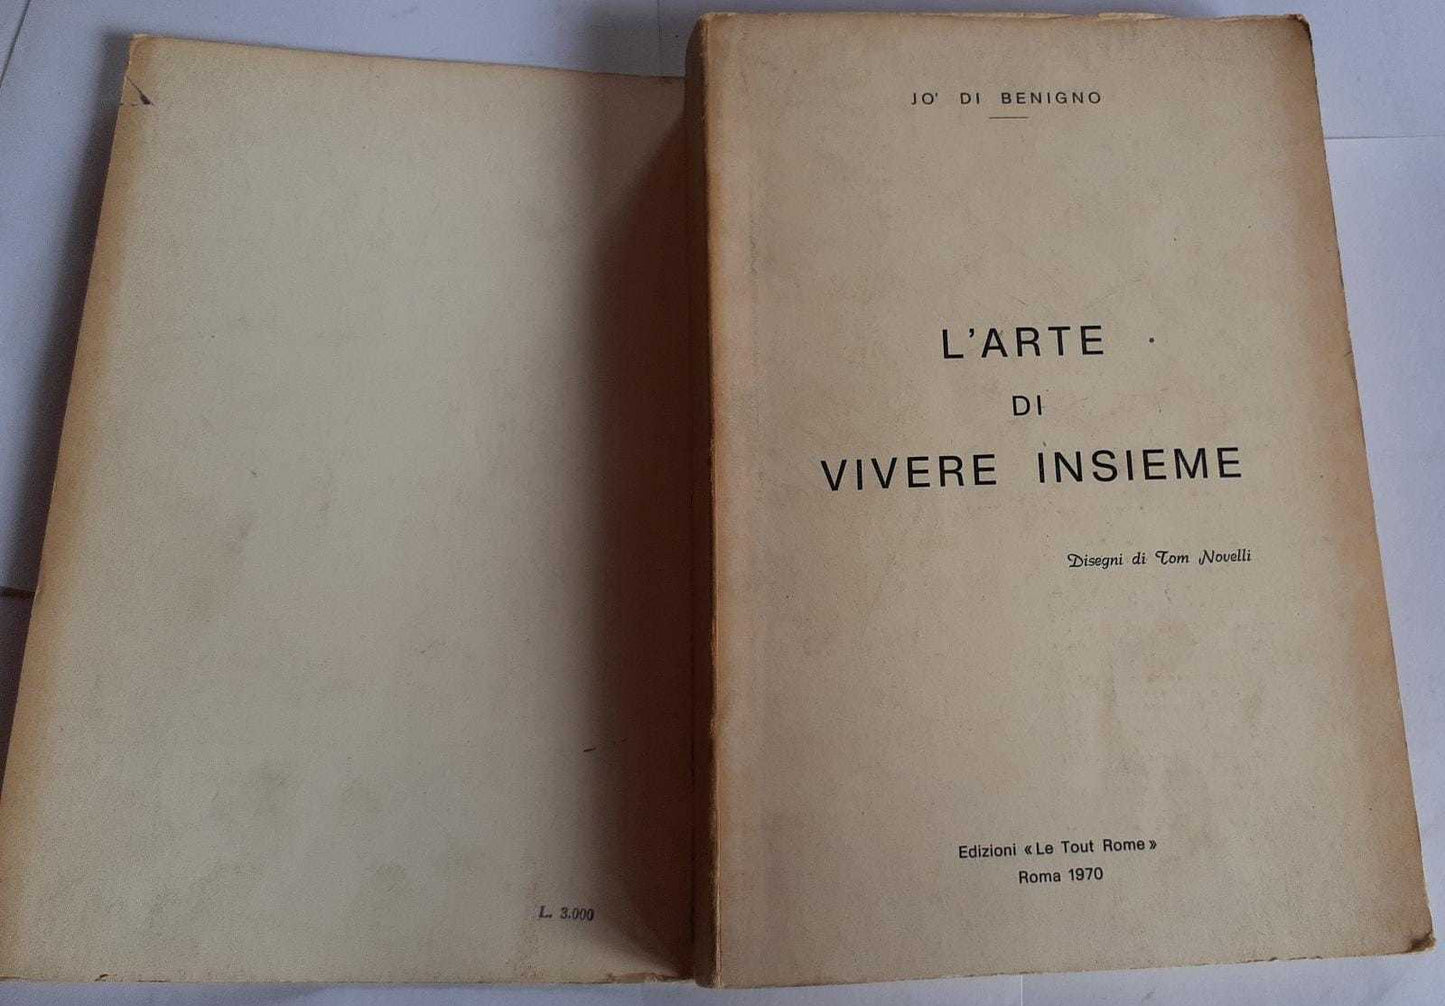 JO' DI BENIGNO
L'ARTE
DI
VIVERE INSIEME
Disegni di Tom Novelli
Edizioni «Le Tout Rome»
Roma 1970
L. 3.000